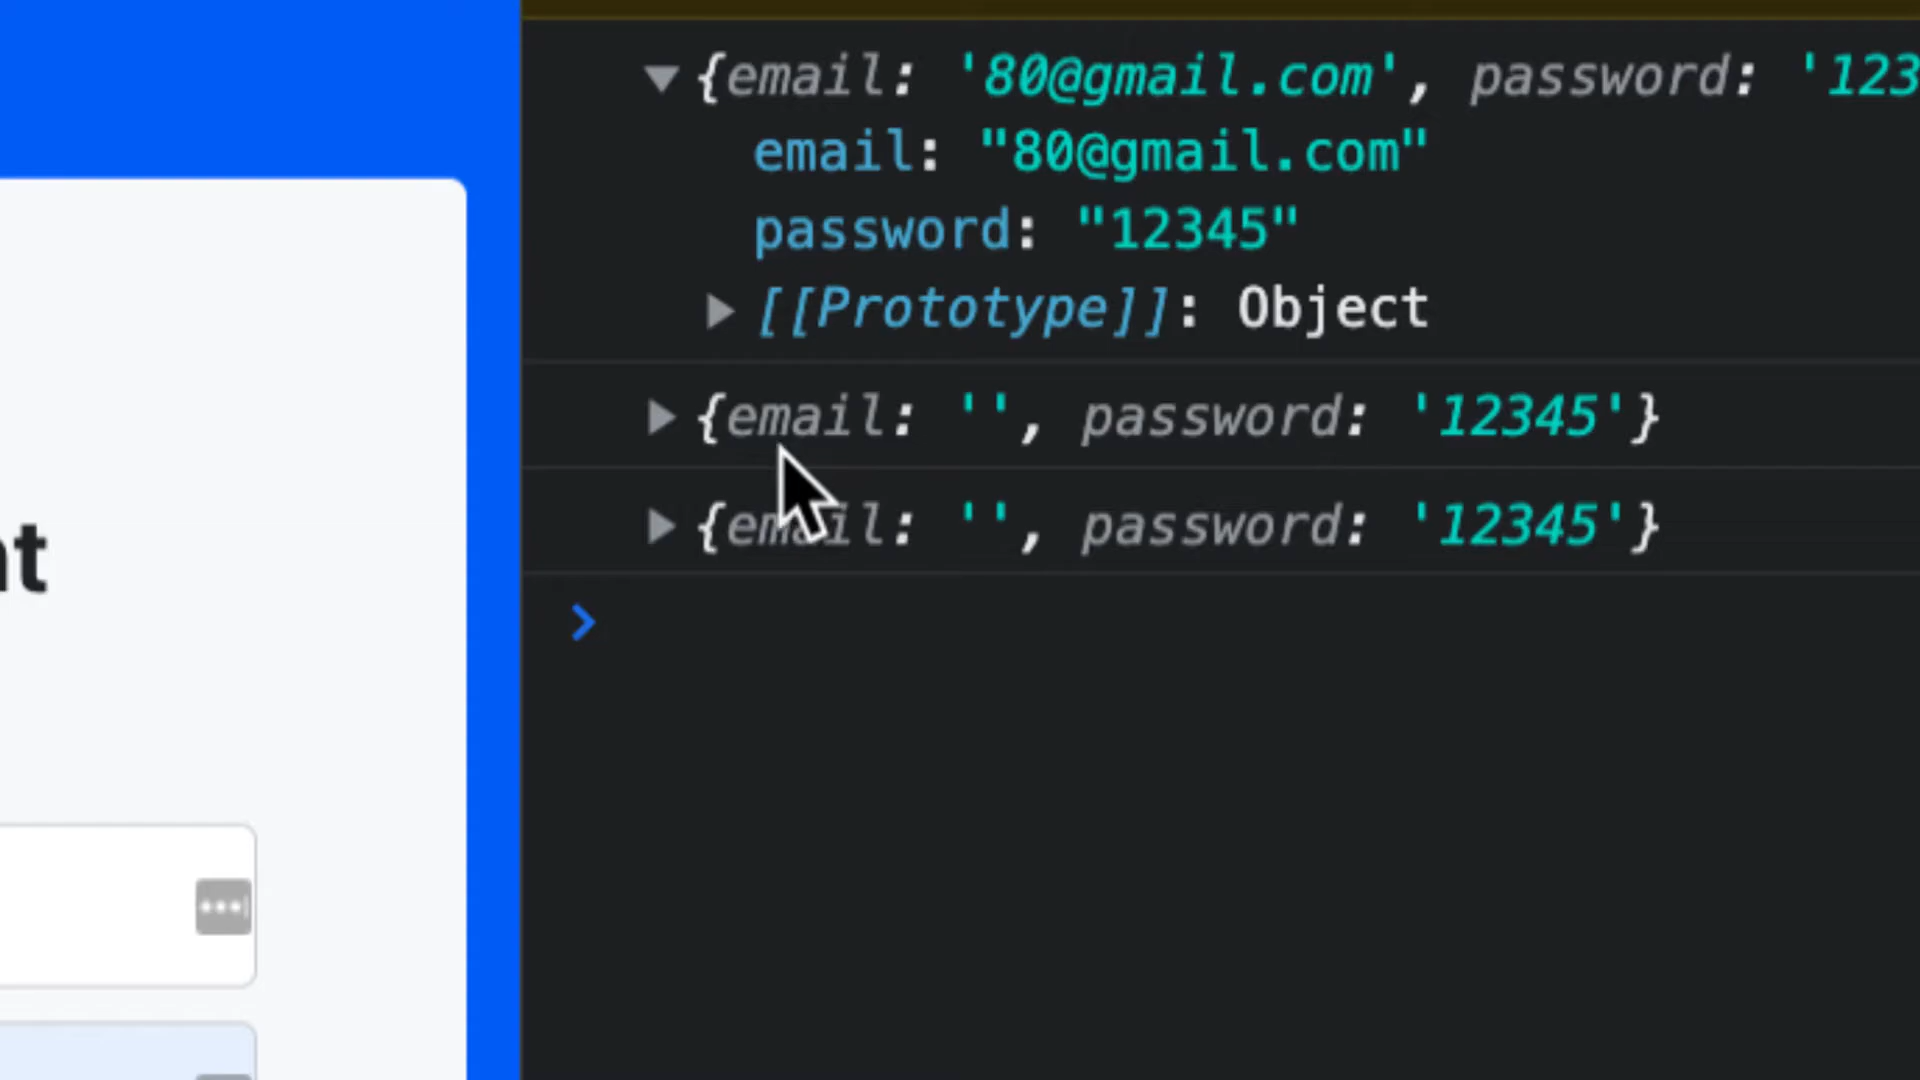 {email: '80@gmail.com', password: '123
email: "80@gmail.com"
password: "12345"
[[Prototype]]: Object
{email: '', password: '12345'}
{email: '', password: '12345'}
nt